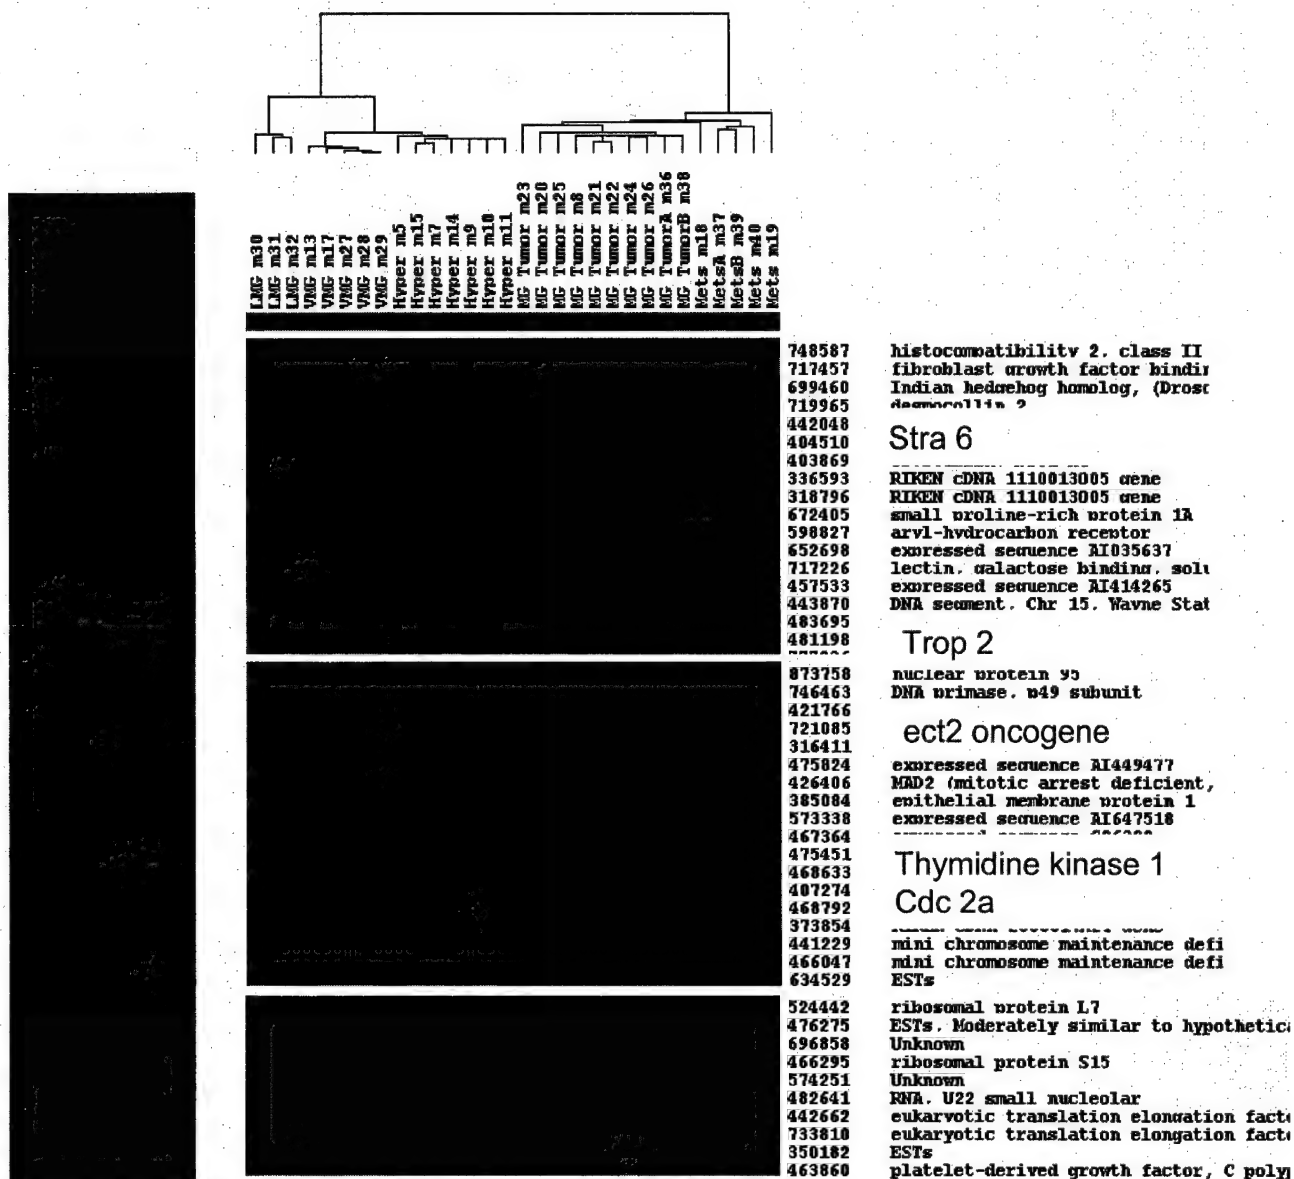 LMG m30
LMG m31
LMG m32
VMG m13
VMG m17
VMG m27
VMG m28
VMG m29
Hyper m5
Hyper m15
Hyper m7
Hyper m14
Hyper m9
Hyper m10
Hyper m11
MG Tumor m23
MG Tumor m20
MG Tumor m25
MG Tumor m8
MG Tumor m21
MG Tumor m22
MG Tumor m24
MG Tumor m26
MG TumorA m36
MG TumorB m38
Mets m18
MetsA m37
MetsB m39
Mets m40
Mets m19
748587 histocompatibility 2. class II
717457 fibroblast growth factor bindin
699460 Indian hedgehog homolog, (Droso
719965 desmocollin 2
442048
404510 Stra 6
403869
336593 RIKEN cDNA 1110013005 gene
318796 RIKEN cDNA 1110013005 gene
672405 small proline-rich protein 1A
598827 aryl-hydrocarbon receptor
652698 expressed sequence AI035637
717226 lectin. galactose binding. solu
457533 expressed sequence AI414265
443870 DNA segment. Chr 15. Wayne Stat
483695
481198 Trop 2
873758 nuclear protein 95
746463 DNA primase. p49 subunit
421766
721085 ect2 oncogene
316411
475824 expressed sequence AI449477
426406 MAD2 (mitotic arrest deficient,
385084 epithelial membrane protein 1
573338 expressed sequence AI647518
467364
475451 Thymidine kinase 1
468633
407274 Cdc 2a
468792
373854
441229 mini chromosome maintenance defi
466047 mini chromosome maintenance defi
634529 ESTs
524442 ribosomal protein L7
476275 ESTs. Moderately similar to hypothetica
696858 Unknown
466295 ribosomal protein S15
574251 Unknown
482641 RNA. U22 small nucleolar
442662 eukaryotic translation elongation facto
733810 eukaryotic translation elongation facto
350182 ESTs
463860 platelet-derived growth factor, C polyp